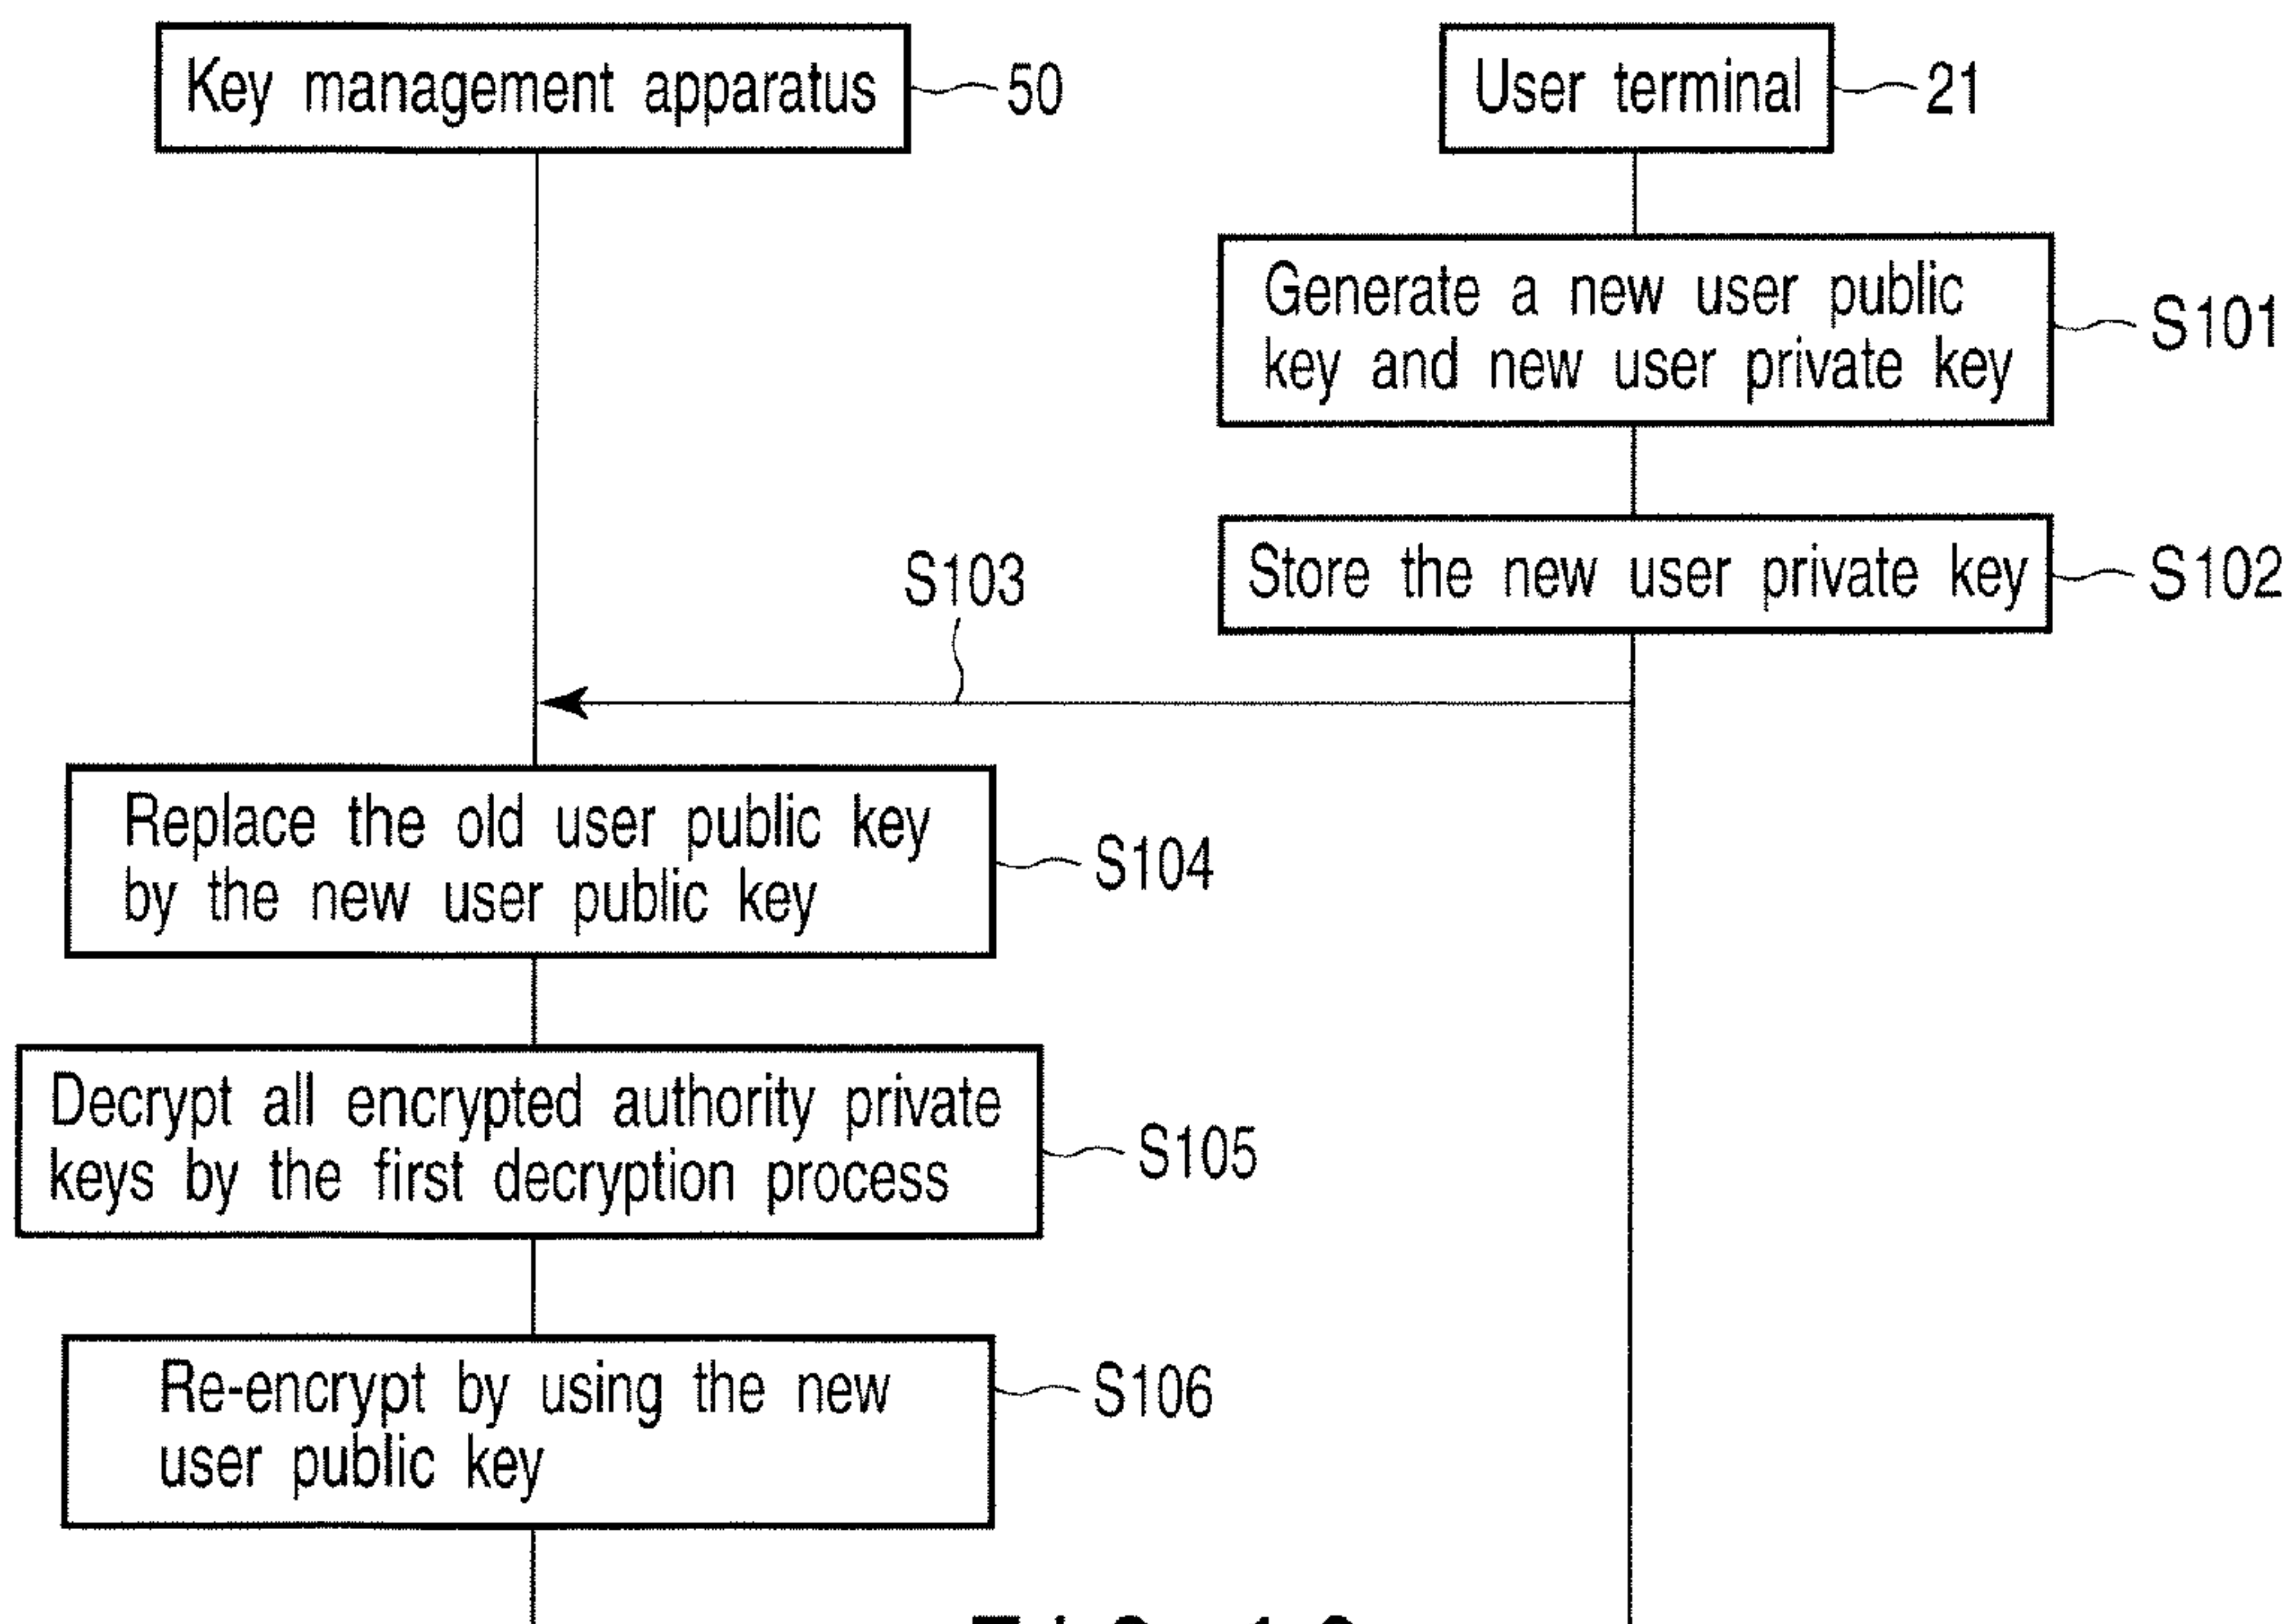 Key management apparatus
50
User terminal
21
Generate a new user public
key and new user private key
S101
Store the new user private key
S102
S103
Replace the old user public key
by the new user public key
S104
Decrypt all encrypted authority private
keys by the first decryption process
S105
Re-encrypt by using the new
user public key
S106